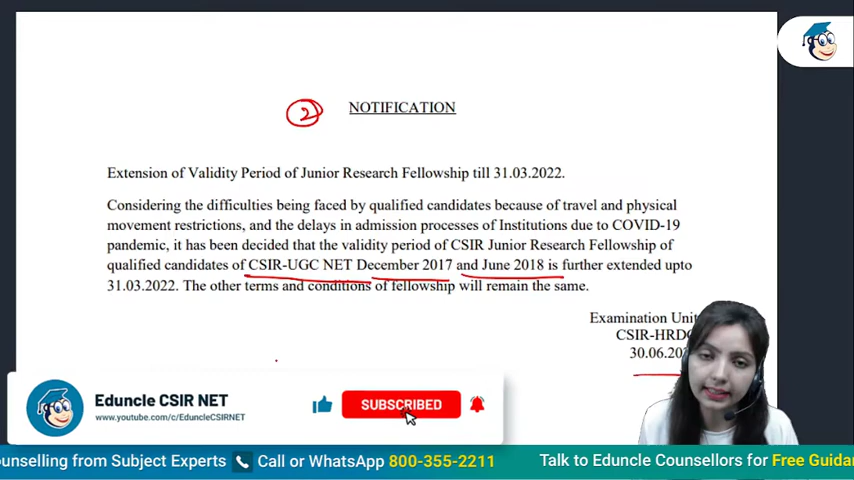 2 NOTIFICATION
Extension of Validity Period of Junior Research Fellowship till 31.03.2022.
Considering the difficulties being faced by qualified candidates because of travel and physical
movement restrictions, and the delays in admission processes of Institutions due to COVID-19
pandemic, it has been decided that the validity period of CSIR Junior Research Fellowship of
qualified candidates of CSIR-UGC NET December 2017 and June 2018 is further extended upto
31.03.2022. The other terms and conditions of fellowship will remain the same.
Examination Unit
CSIR-HRDG
30.06.20
Eduncle CSIR NET
www.youtube.com/c/EduncleCSIRNET
SUBSCRIBED
ounselling from Subject Experts Call or WhatsApp 800-355-2211 Talk to Eduncle Counsellors for Free Guida